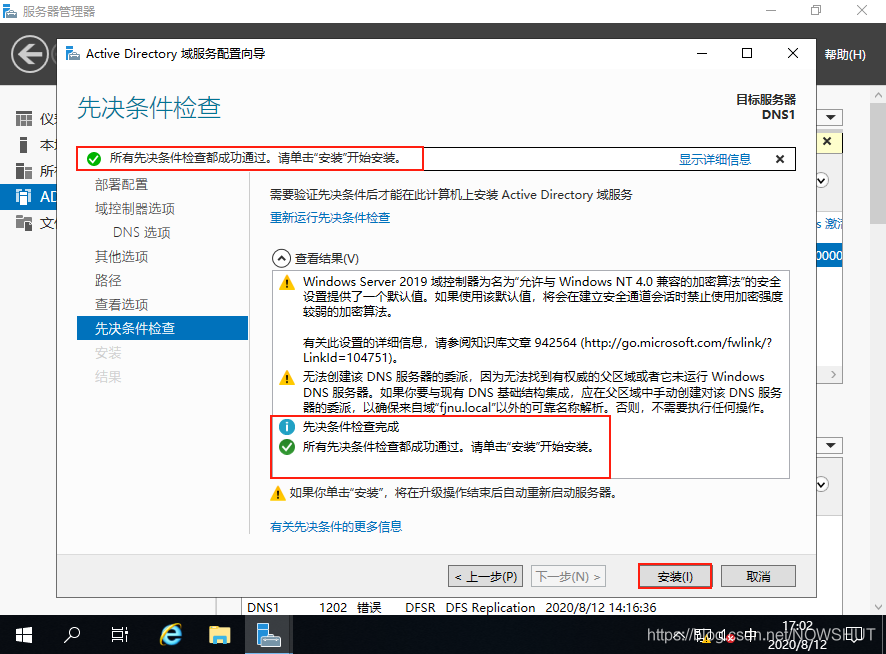 服务器管理器
帮助(H)
Active Directory 域服务配置向导
先决条件检查
目标服务器
DNS1
所有先决条件检查都成功通过。请单击“安装”开始安装。
显示详细信息
部署配置
域控制器选项
DNS 选项
其他选项
路径
查看选项
先决条件检查
安装
结果
需要验证先决条件后才能在此计算机上安装 Active Directory 域服务
重新运行先决条件检查
查看结果(V)
Windows Server 2019 域控制器为名为“允许与 Windows NT 4.0 兼容的加密算法”的安全
设置提供了一个默认值。如果使用该默认值，将会在建立安全通道会话时禁止使用加密强度
较弱的加密算法。
有关此设置的详细信息，请参阅知识库文章 942564 (http://go.microsoft.com/fwlink/?
LinkId=104751)。
无法创建该 DNS 服务器的委派，因为无法找到有权威的父区域或者它未运行 Windows
DNS 服务器。如果你要与现有 DNS 基础结构集成，应在父区域中手动创建对该 DNS 服务
器的委派，以确保来自域“fjnu.local”以外的可靠名称解析。否则，不需要执行任何操作。
先决条件检查完成
所有先决条件检查都成功通过。请单击“安装”开始安装。
如果你单击“安装”，将在升级操作结束后自动重新启动服务器。
有关先决条件的更多信息
< 上一步(P)
下一步(N) >
安装(I)
取消
AD
s 激活
0000
DNS1 1202 错误 DFSR DFS Replication 2020/8/12 14:16:36
中
17:02
2020/8/12
https://blog.csdn.net/NOWSHUT